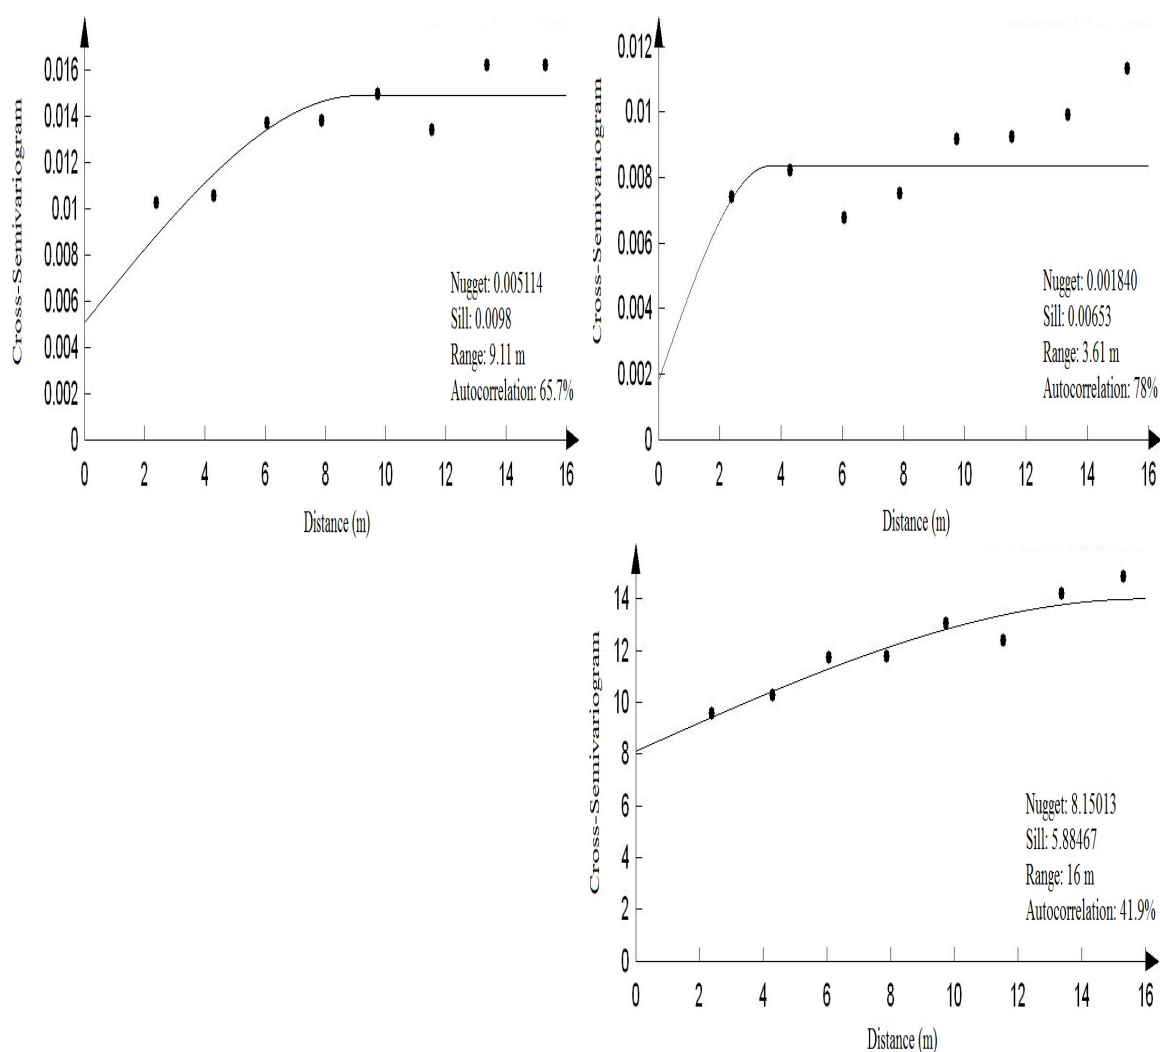 Cross-Semivariogram
0.016
0.014
0.012
0.01
0.008
0.006
0.004
0.002
0
0 2 4 6 8 10 12 14 16
Distance (m)
Nugget: 0.005114
Sill: 0.0098
Range: 9.11 m
Autocorrelation: 65.7%
Cross-Semivariogram
0.012
0.01
0.008
0.006
0.004
0.002
0
0 2 4 6 8 10 12 14 16
Distance (m)
Nugget: 0.001840
Sill: 0.00653
Range: 3.61 m
Autocorrelation: 78%
Cross-Semivariogram
14
12
10
8
6
4
2
0
0 2 4 6 8 10 12 14 16
Distance (m)
Nugget: 8.15013
Sill: 5.88467
Range: 16 m
Autocorrelation: 41.9%